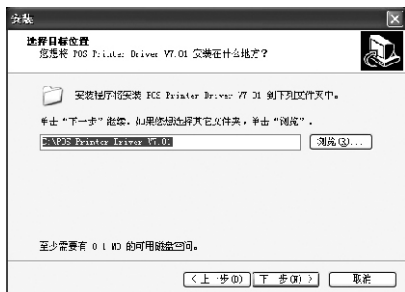 安装
选择目标位置
您想将 POS Printer Driver V7.01 安装在什么地方？
安装程序将安装 POS Printer Driver V7.01 到下列文件夹中。
单击“下一步”继续。如果您想选择其它文件夹，单击“浏览”.
C:\POS Printer Driver V7.01
浏览(R)...
至少需要有 0.1 MB 的可用磁盘空间。
<上一步(B) 下一步(N) > 取消